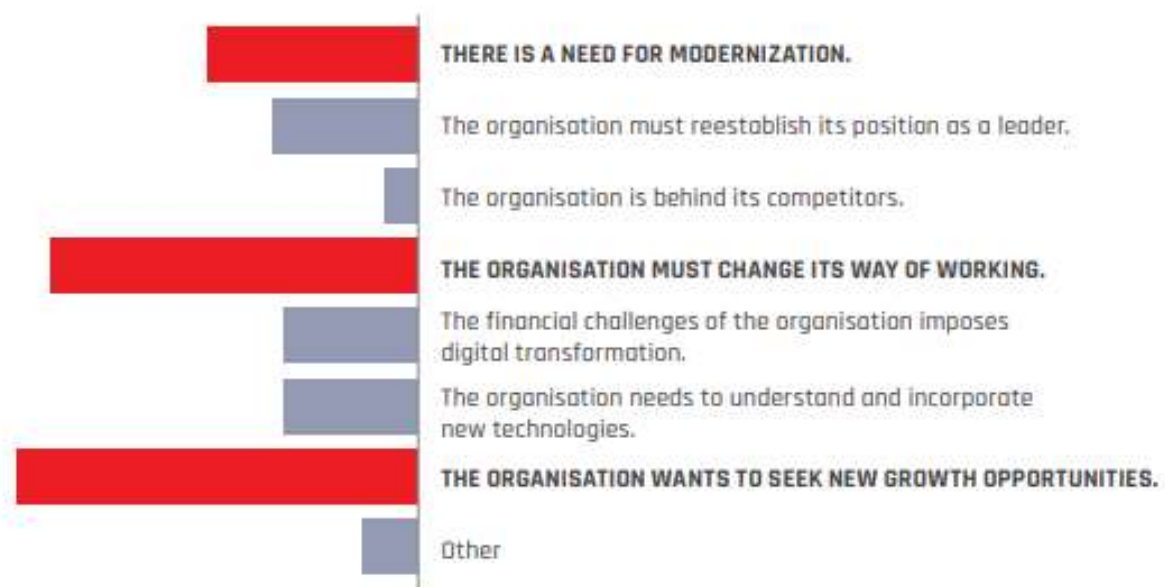 THERE IS A NEED FOR MODERNIZATION.
The organisation must reestablish its position as a leader.
The organisation is behind its competitors.
THE ORGANISATION MUST CHANGE ITS WAY OF WORKING.
The financial challenges of the organisation imposes
digital transformation.
The organisation needs to understand and incorporate
new technologies.
THE ORGANISATION WANTS TO SEEK NEW GROWTH OPPORTUNITIES.
Other